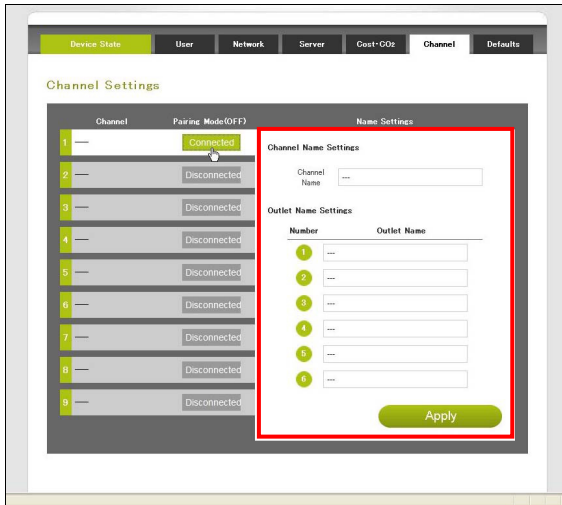 Device State User Network Server Cost·CO2 Channel Defaults
Channel Settings
Channel Pairing Mode(OFF) Name Settings
1 --- Connected
2 --- Disconnected
3 --- Disconnected
4 --- Disconnected
5 --- Disconnected
6 --- Disconnected
7 --- Disconnected
8 --- Disconnected
9 --- Disconnected
Channel Name Settings
Channel Name ---
Outlet Name Settings
Number Outlet Name
1 ---
2 ---
3 ---
4 ---
5 ---
6 ---
Apply